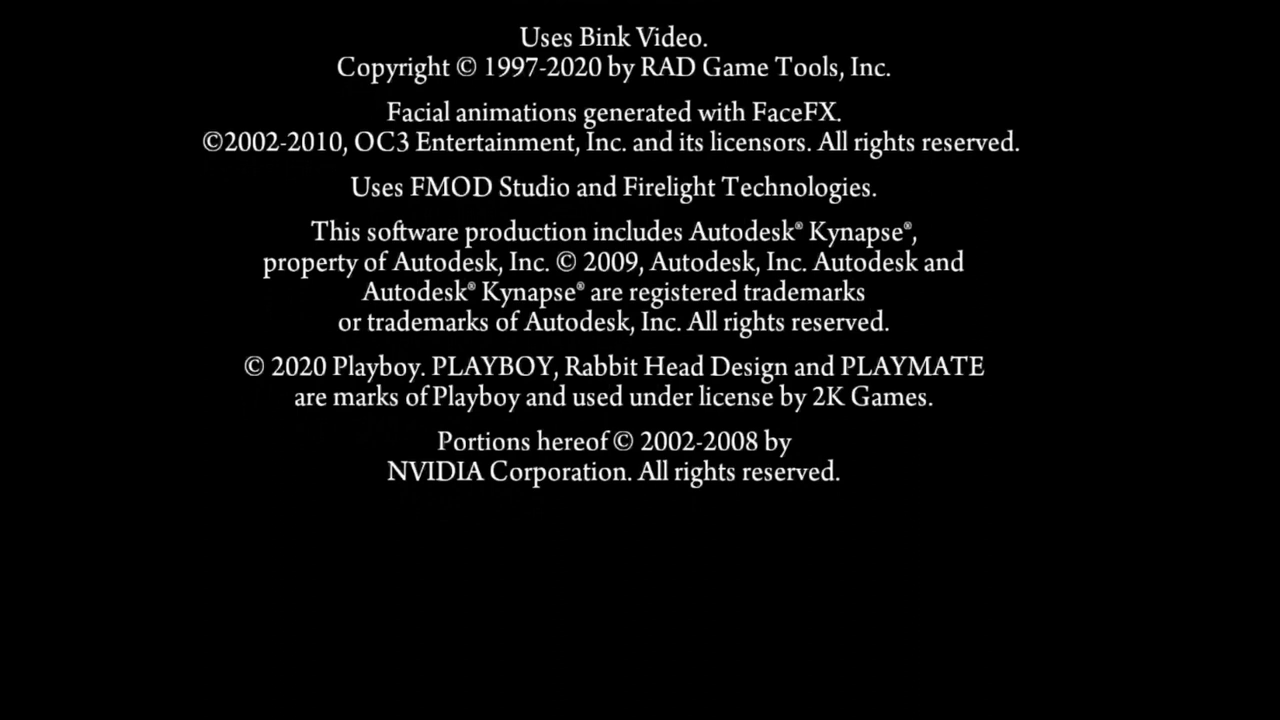 Uses Bink Video.
Copyright © 1997-2020 by RAD Game Tools, Inc.
Facial animations generated with FaceFX.
©2002-2010, OC3 Entertainment, Inc. and its licensors. All rights reserved.
Uses FMOD Studio and Firelight Technologies.
This software production includes Autodesk® Kynapse®,
property of Autodesk, Inc. © 2009, Autodesk, Inc. Autodesk and
Autodesk® Kynapse® are registered trademarks
or trademarks of Autodesk, Inc. All rights reserved.
© 2020 Playboy. PLAYBOY, Rabbit Head Design and PLAYMATE
are marks of Playboy and used under license by 2K Games.
Portions hereof © 2002-2008 by
NVIDIA Corporation. All rights reserved.